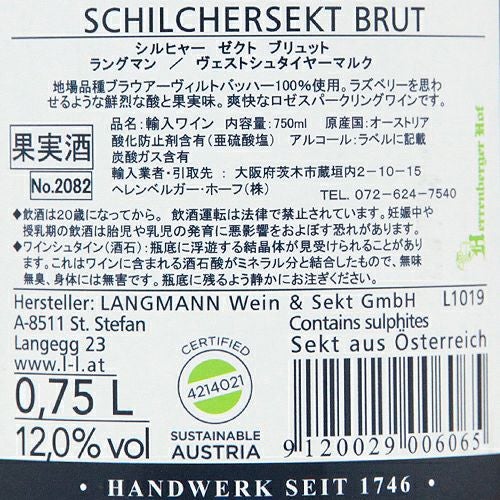 SCHILCHERSEKT BRUT
シルヒャー ゼクト ブリュット
ラングマン / ヴェストシュタイヤーマルク
地場品種ブラウアーヴィルトバッハー100%使用。ラズベリーを思わ
せるような鮮烈な酸と果実味。爽快なロゼスパークリングワインです。
果実酒
No.2082
品名:輸入ワイン 内容量:750ml 原産国:オーストリア
酸化防止剤含有(亜硫酸塩) アルコール:ラベルに記載
炭酸ガス含有
輸入業者・引取先 : 大阪府茨木市蔵垣内2-10-15
ヘレンベルガー・ホーフ(株) TEL. 072-624-7540
Herrenberger Hof
●飲酒は20歳になってから。飲酒運転は法律で禁止されています。妊娠中や
授乳期の飲酒は胎児や乳児の発育に悪影響をおよぼす恐れがあります。
●ワインシュタイン(酒石):瓶底に浮遊する結晶体が見受けられることがありま
す。これはワインに含まれる酒石酸がミネラル分と結合したもので、無味
無臭、身体には無害です。瓶底に残るよう静かにお注ぎください。
Hersteller: LANGMANN Wein & Sekt GmbH L1019
A-8511 St. Stefan Contains sulphites
Langegg 23 Sekt aus Österreich
www.l-l.at
0,75 L
12,0% vol
CERTIFIED
4214021
SUSTAINABLE
AUSTRIA
9 120029 006065
• HANDWERK SEIT 1746 •